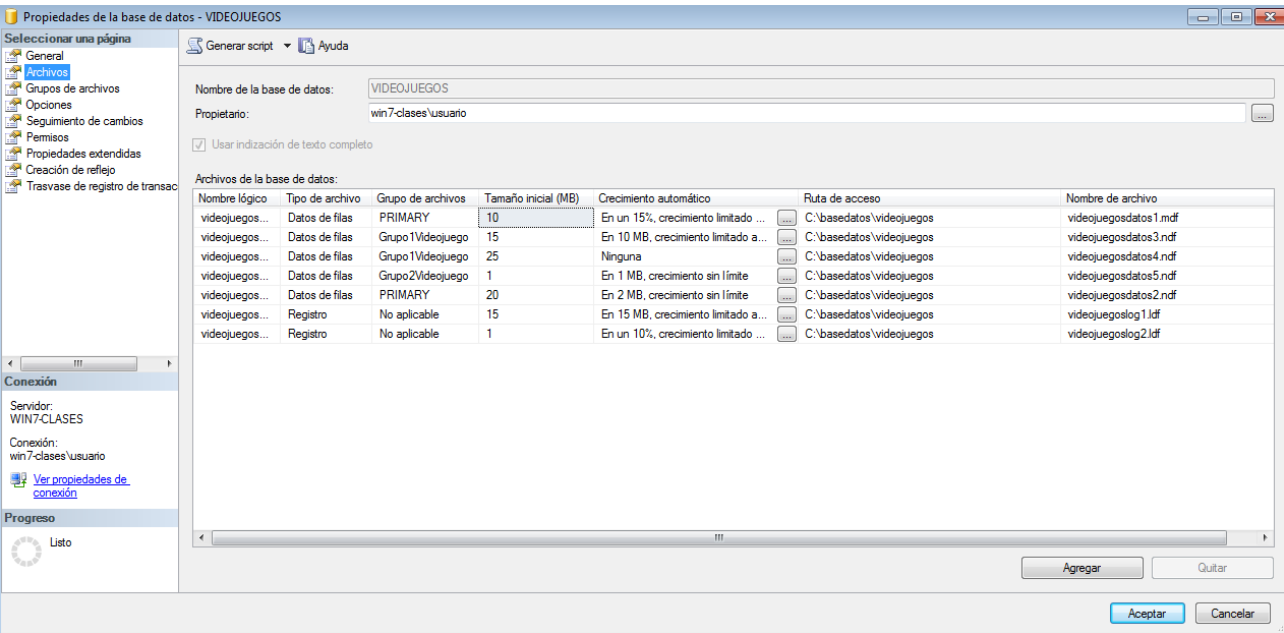 Propiedades de la base de datos - VIDEOJUEGOS
Seleccionar una página
General
Archivos
Grupos de archivos
Opciones
Seguimiento de cambios
Permisos
Propiedades extendidas
Creación de reflejo
Trasvase de registro de transac
Conexión
Servidor:
WIN7-CLASES
Conexión:
win7-clases\usuario
Ver propiedades de
conexión
Progreso
Listo
Generar script Ayuda
Nombre de la base de datos: VIDEOJUEGOS
Propietario: win7-clases\usuario ...
Usar indización de texto completo
Archivos de la base de datos:
Nombre lógico Tipo de archivo Grupo de archivos Tamaño inicial (MB) Crecimiento automático Ruta de acceso Nombre de archivo
videojuegos... Datos de filas PRIMARY 10 En un 15%, crecimiento limitado ... ... C:\basedatos\videojuegos videojuegosdatos1.mdf
videojuegos... Datos de filas Grupo1Videojuego 15 En 10 MB, crecimiento limitado a... ... C:\basedatos\videojuegos videojuegosdatos3.ndf
videojuegos... Datos de filas Grupo1Videojuego 25 Ninguna ... C:\basedatos\videojuegos videojuegosdatos4.ndf
videojuegos... Datos de filas Grupo2Videojuego 1 En 1 MB, crecimiento sin límite ... C:\basedatos\videojuegos videojuegosdatos5.ndf
videojuegos... Datos de filas PRIMARY 20 En 2 MB, crecimiento sin límite ... C:\basedatos\videojuegos videojuegosdatos2.ndf
videojuegos... Registro No aplicable 15 En 15 MB, crecimiento limitado a... ... C:\basedatos\videojuegos videojuegoslog1.ldf
videojuegos... Registro No aplicable 1 En un 10%, crecimiento limitado ... ... C:\basedatos\videojuegos videojuegoslog2.ldf
Agregar Quitar
Aceptar Cancelar